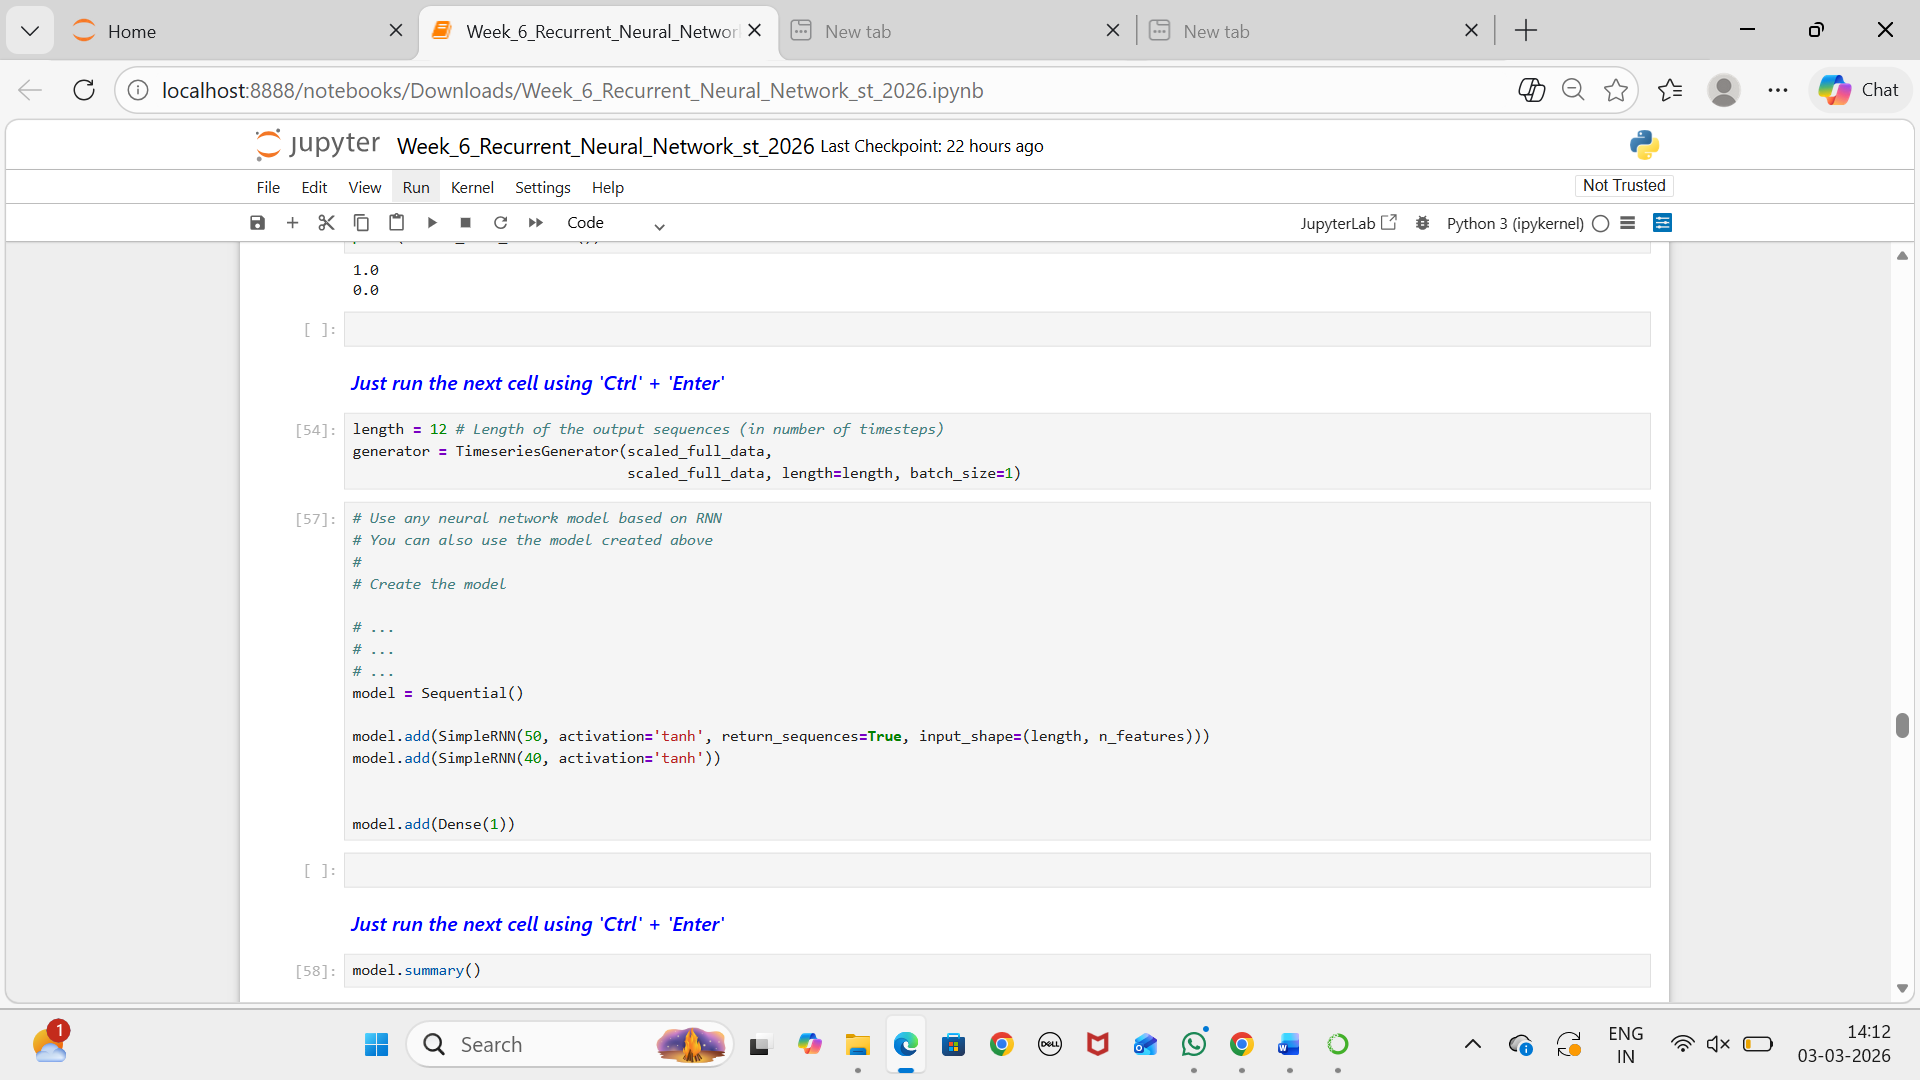 Home
Week_6_Recurrent_Neural_Networ
New tab
New tab
localhost:8888/notebooks/Downloads/Week_6_Recurrent_Neural_Network_st_2026.ipynb
Chat
jupyter Week_6_Recurrent_Neural_Network_st_2026 Last Checkpoint: 22 hours ago
File Edit View Run Kernel Settings Help
Not Trusted
Code
JupyterLab
Python 3 (ipykernel)
1.0
0.0
[ ]:
Just run the next cell using 'Ctrl' + 'Enter'
[54]:
length = 12 # Length of the output sequences (in number of timesteps)
generator = TimeseriesGenerator(scaled_full_data,
scaled_full_data, length=length, batch_size=1)
[57]:
# Use any neural network model based on RNN
# You can also use the model created above
#
# Create the model
# ...
# ...
# ...
model = Sequential()
model.add(SimpleRNN(50, activation='tanh', return_sequences=True, input_shape=(length, n_features)))
model.add(SimpleRNN(40, activation='tanh'))
model.add(Dense(1))
[ ]:
Just run the next cell using 'Ctrl' + 'Enter'
[58]:
model.summary()
1
Search
DELL
ENG
IN
14:12
03-03-2026